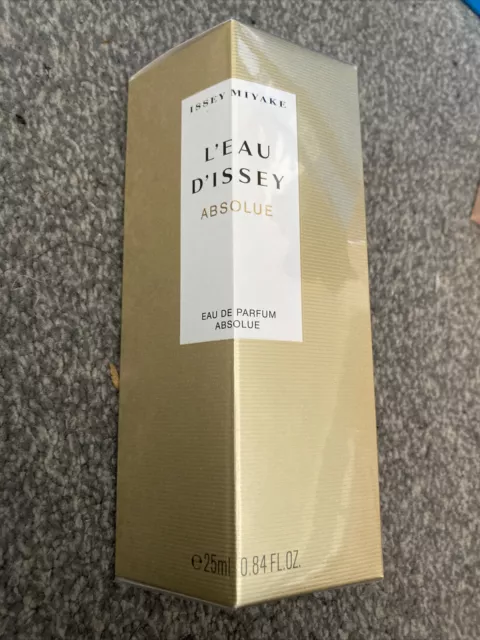 ISSEY MIYAKE
L'EAU
D'ISSEY
ABSOLUE
EAU DE PARFUM
ABSOLUE
℮25ml 0.84 FL.OZ.